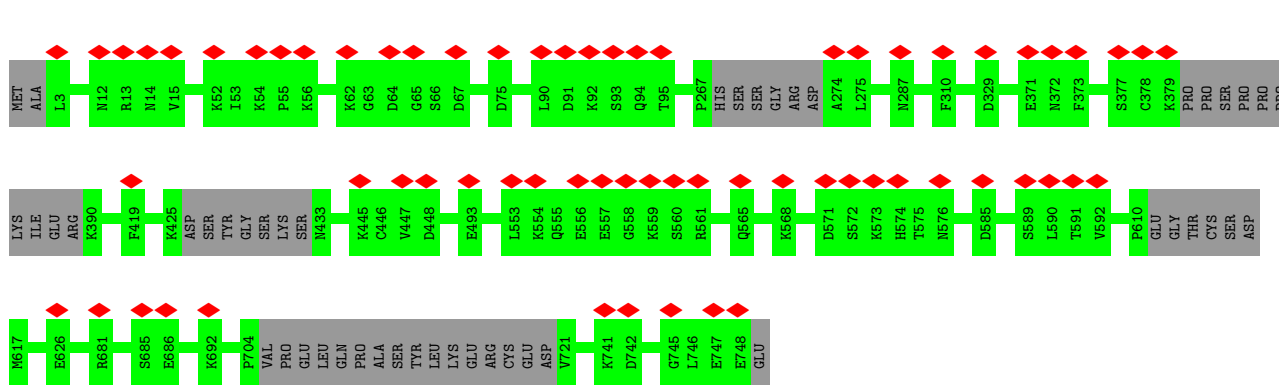 MET ALA L3 N12 R13 N14 V15 K52 I53 K54 P55 K56 K62 G63 D64 G65 S66 D67 D75 L90 D91 K92 S93 Q94 T95 P267 HIS SER SER GLY ARG ASP A274 L275 N287 F310 D329 E371 N372 F373 S377 C378 K379 PRO PRO SER PRO PRO
LYS ILE GLU ARG K390 F419 K425 ASP SER TYR GLY SER LYS SER N433 K445 C446 V447 D448 E493 L553 K554 Q555 E556 E557 G558 K559 S560 R561 Q565 K568 D571 S572 K573 H574 T575 N576 D585 S589 L590 T591 V592 P610 GLU GLY THR CYS SER ASP
M617 E626 R681 S685 E686 K692 P704 VAL PRO GLU LEU GLN PRO ALA SER TYR LEU LYS GLU ARG CYS GLU ASP V721 K741 D742 G745 L746 E747 E748 GLU